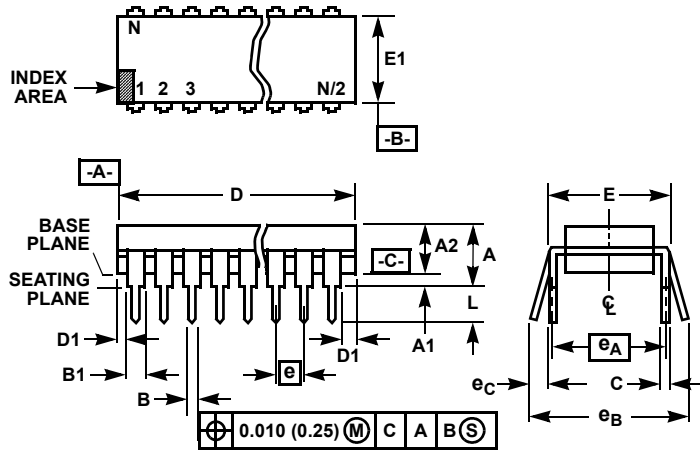 N
E1
INDEX
AREA
1 2 3 N/2
-B-
-A-
D
E
BASE
PLANE
A2
A
-C-
SEATING
PLANE
L
C
L
D1
A1
D1
eA
B1
e
eC
C
B
eB
0.010 (0.25) M C A B S